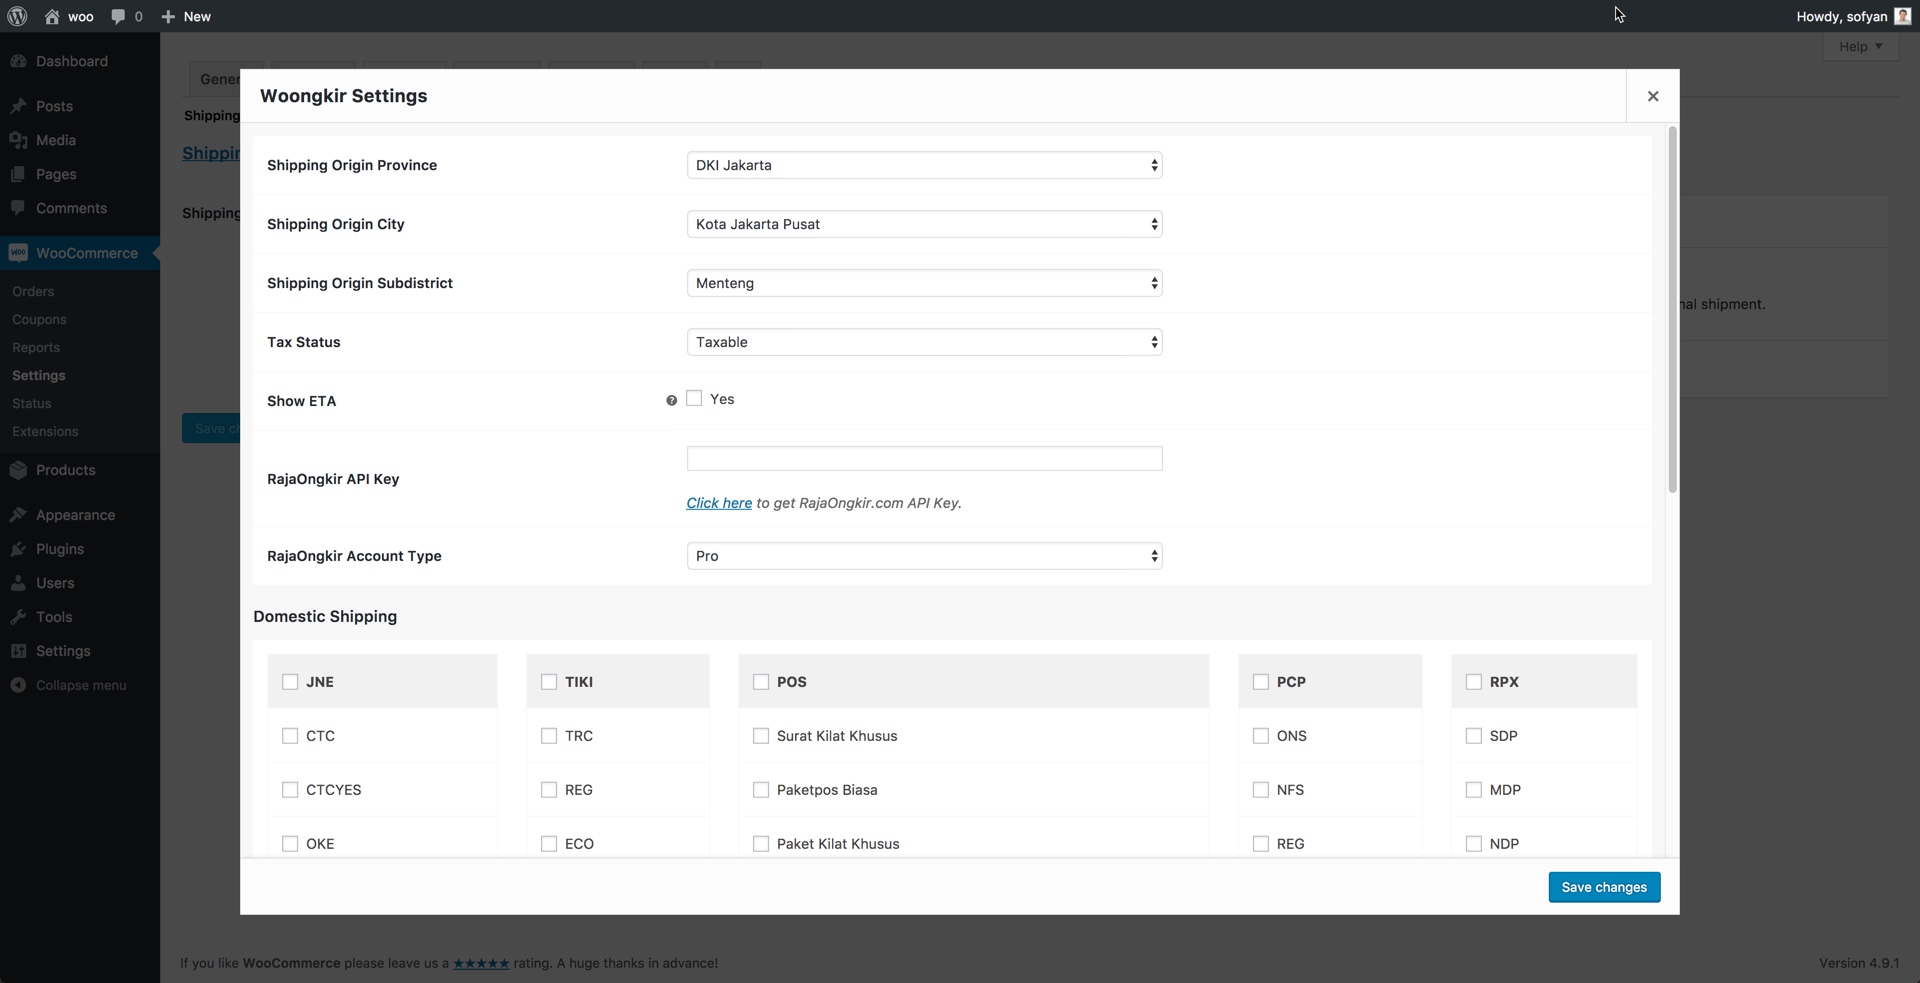 woo 0 New Howdy, sofyan
Help
Dashboard
Posts
Media
Pages
Comments
WooCommerce
Orders
Coupons
Reports
Settings
Status
Extensions
Products
Appearance
Plugins
Users
Tools
Settings
Collapse menu
Gener
Shipping
Shippin
Shipping
Save ch
nal shipment.
Woongkir Settings
Shipping Origin Province DKI Jakarta
Shipping Origin City Kota Jakarta Pusat
Shipping Origin Subdistrict Menteng
Tax Status Taxable
Show ETA Yes
RajaOngkir API Key
Click here to get RajaOngkir.com API Key.
RajaOngkir Account Type Pro
Domestic Shipping
JNE TIKI POS PCP RPX
CTC TRC Surat Kilat Khusus ONS SDP
CTCYES REG Paketpos Biasa NFS MDP
OKE ECO Paket Kilat Khusus REG NDP
Save changes
If you like WooCommerce please leave us a ★★★★★ rating. A huge thanks in advance!
Version 4.9.1